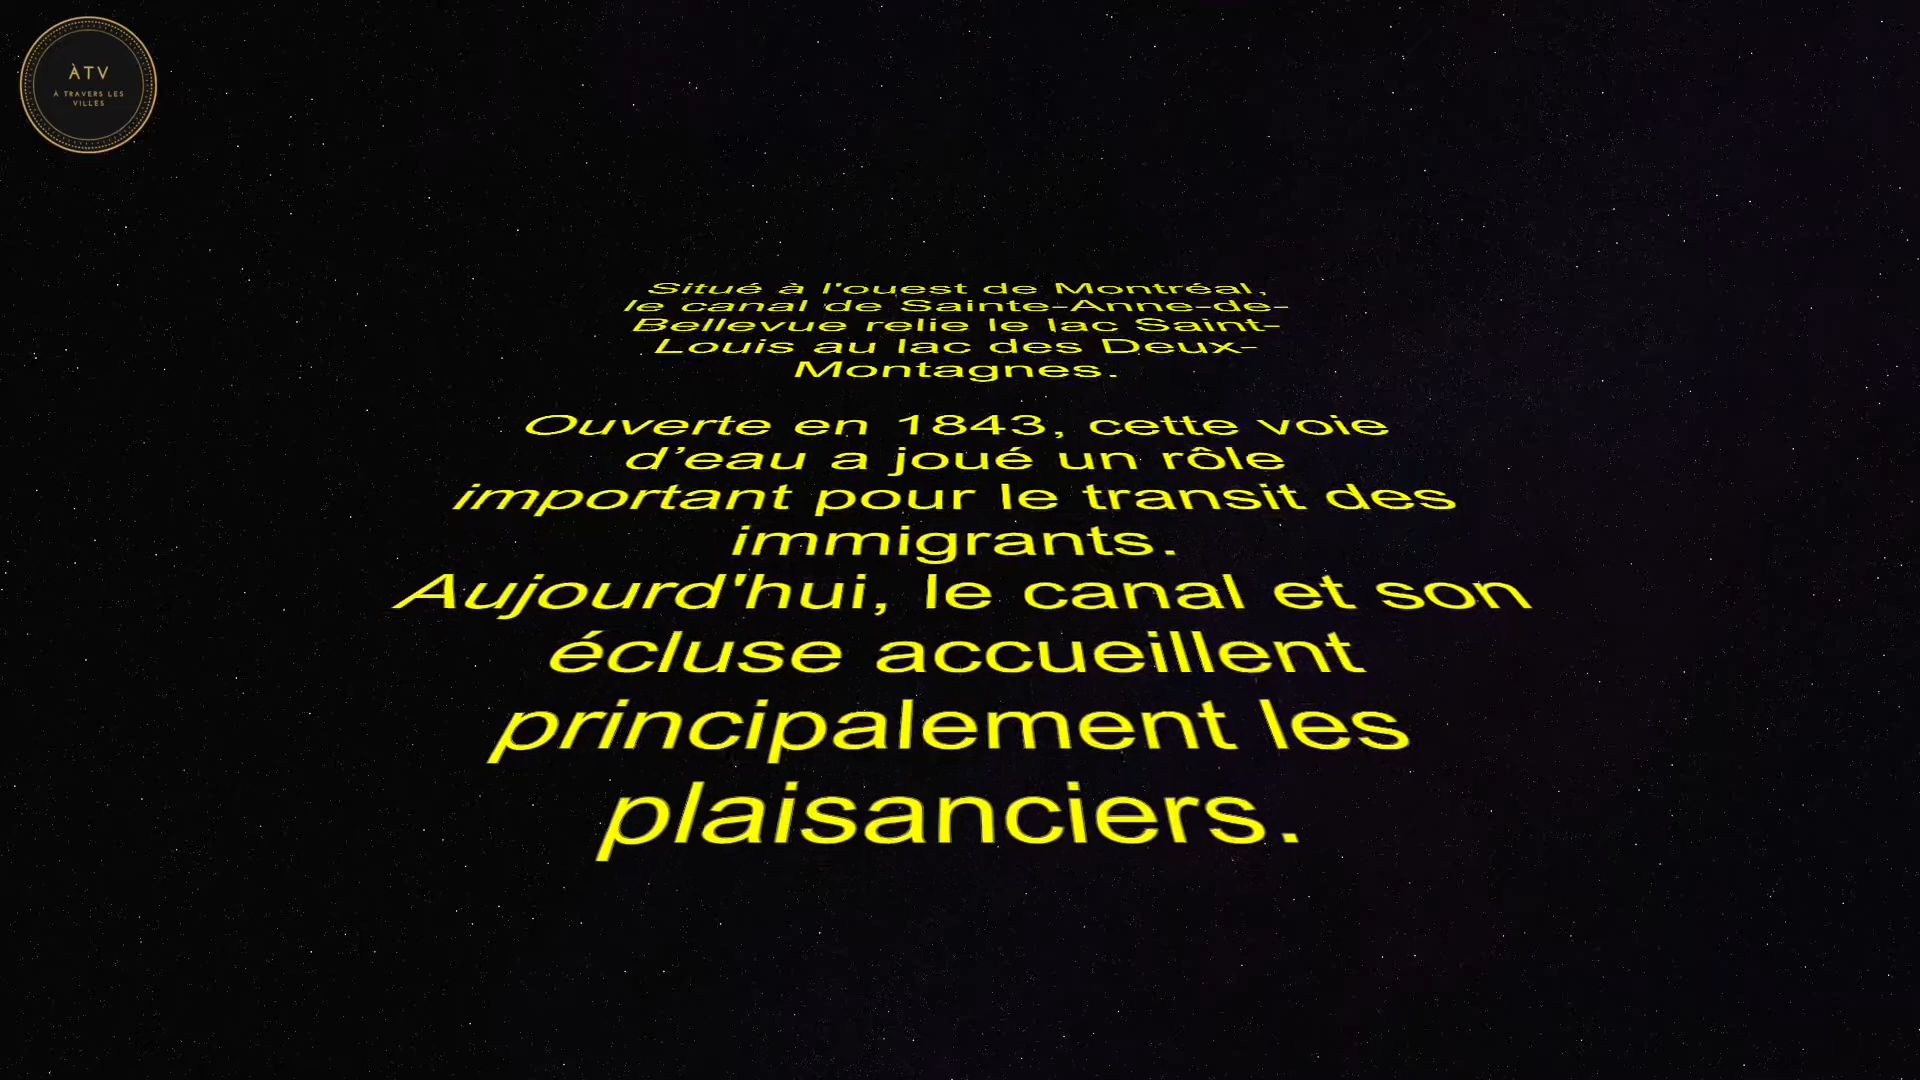 ÀTV
À TRAVERS LES
VILLES
Situé à l'ouest de Montréal,
le canal de Sainte-Anne-de-
Bellevue relie le lac Saint-
Louis au lac des Deux-
Montagnes.
Ouverte en 1843, cette voie
d’eau a joué un rôle
important pour le transit des
immigrants.
Aujourd'hui, le canal et son
écluse accueillent
principalement les
plaisanciers.